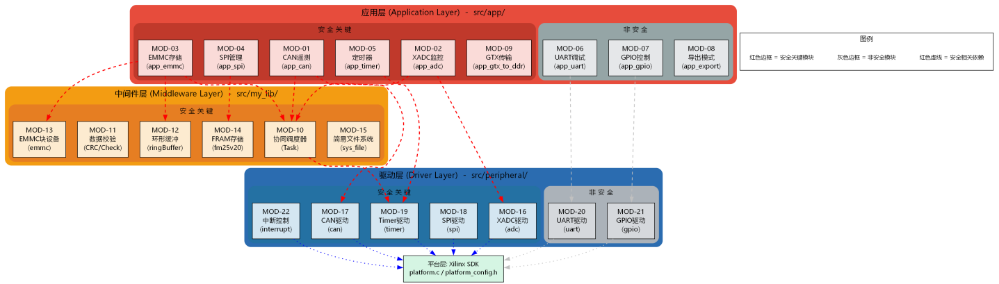 应用层 (Application Layer) - src/app/
安 全 关 键
MOD-03
EMMC存储
(app_emmc)
MOD-04
SPI管理
(app_spi)
MOD-01
CAN遥测
(app_can)
MOD-05
定时器
(app_timer)
MOD-02
XADC监控
(app_adc)
MOD-09
GTX传输
(app_gtx_to_ddr)
非 安 全
MOD-06
UART调试
(app_uart)
MOD-07
GPIO控制
(app_gpio)
MOD-08
导出模式
(app_export)
图例
红色边框 = 安全关键模块
灰色边框 = 非安全模块
红色虚线 = 安全相关依赖
中间件层 (Middleware Layer) - src/my_lib/
安 全 关 键
MOD-13
EMMC块设备
(emmc)
MOD-11
数据校验
(CRC/Check)
MOD-12
环形缓冲
(ringBuffer)
MOD-14
FRAM存储
(fm25v20)
MOD-10
协同调度器
(Task)
MOD-15
简易文件系统
(sys_file)
驱动层 (Driver Layer) - src/peripheral/
安 全 关 键
MOD-22
中断控制
(interrupt)
MOD-17
CAN驱动
(can)
MOD-19
Timer驱动
(timer)
MOD-18
SPI驱动
(spi)
MOD-16
XADC驱动
(adc)
非 安 全
MOD-20
UART驱动
(uart)
MOD-21
GPIO驱动
(gpio)
平台层: Xilinx SDK
platform.c / platform_config.h